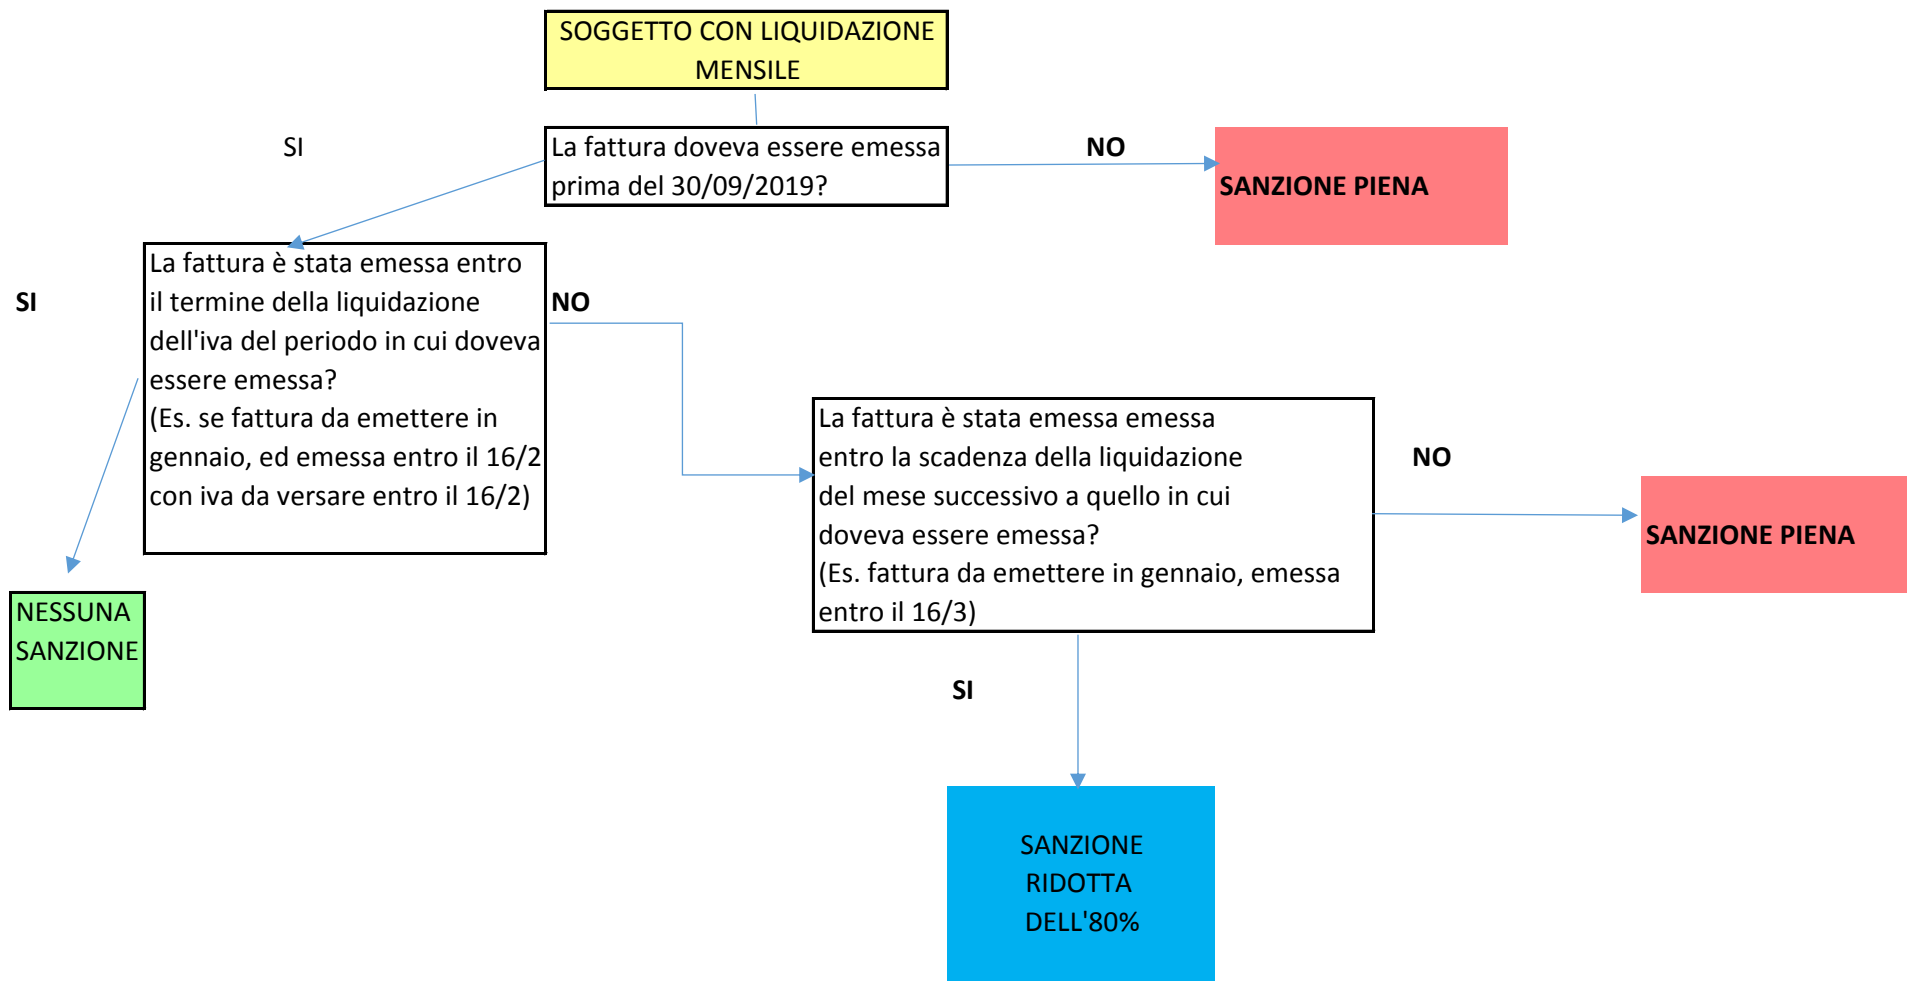 SOGGETTO CON LIQUIDAZIONE
MENSILE
SI
La fattura doveva essere emessa
prima del 30/09/2019?
NO
SANZIONE PIENA
SI
La fattura è stata emessa entro
il termine della liquidazione
dell'iva del periodo in cui doveva
essere emessa?
(Es. se fattura da emettere in
gennaio, ed emessa entro il 16/2
con iva da versare entro il 16/2)
NO
La fattura è stata emessa emessa
entro la scadenza della liquidazione
del mese successivo a quello in cui
doveva essere emessa?
(Es. fattura da emettere in gennaio, emessa
entro il 16/3)
NO
SANZIONE PIENA
NESSUNA
SANZIONE
SI
SANZIONE
RIDOTTA
DELL'80%